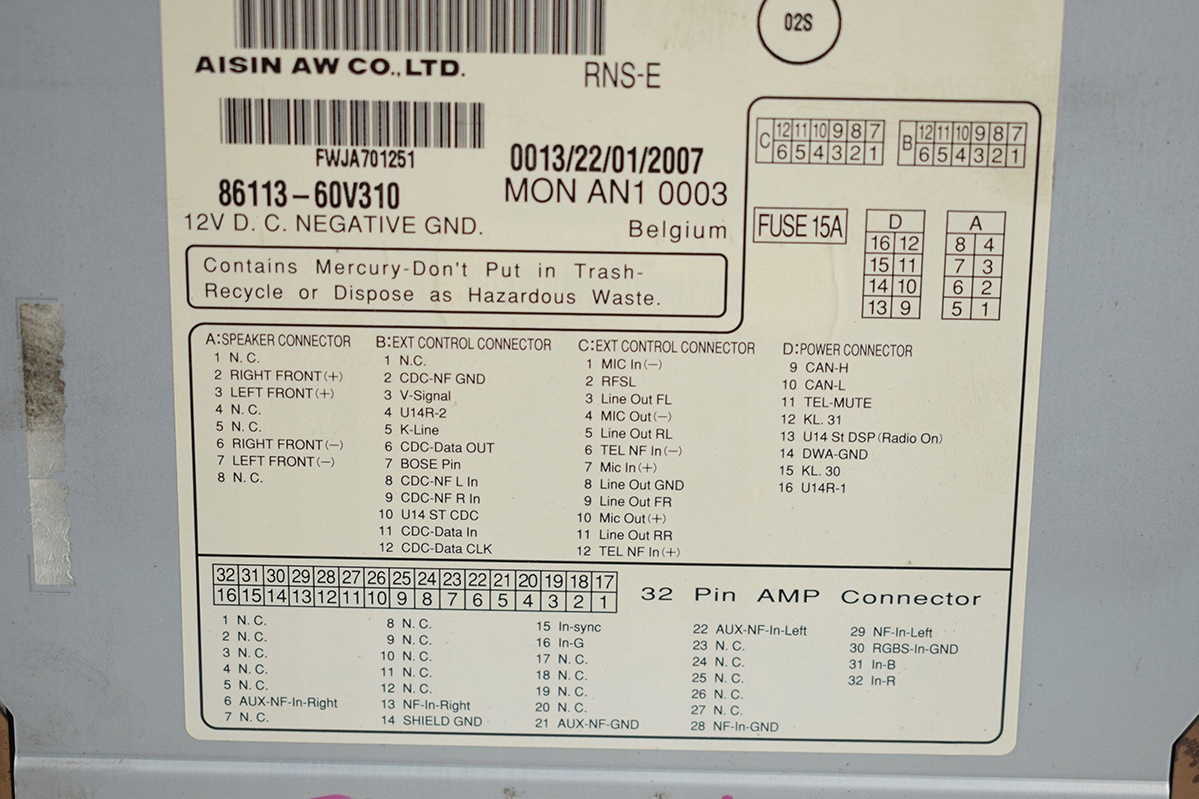 02S
AISIN AW CO.,LTD.
RNS-E
FWJA701251
0013/22/01/2007
86113-60V310
MON AN1 0003
12V D. C. NEGATIVE GND.
Belgium
Contains Mercury-Don't Put in Trash-
Recycle or Dispose as Hazardous Waste.
C 12 11 10 9 8 7
6 5 4 3 2 1
B 12 11 10 9 8 7
6 5 4 3 2 1
FUSE 15A
D
16 12
15 11
14 10
13 9
A
8 4
7 3
6 2
5 1
A:SPEAKER CONNECTOR
1 N. C.
2 RIGHT FRONT(+)
3 LEFT FRONT(+)
4 N. C.
5 N. C.
6 RIGHT FRONT(-)
7 LEFT FRONT(-)
8 N. C.
B:EXT CONTROL CONNECTOR
1 N.C.
2 CDC-NF GND
3 V-Signal
4 U14R-2
5 K-Line
6 CDC-Data OUT
7 BOSE Pin
8 CDC-NF L In
9 CDC-NF R In
10 U14 ST CDC
11 CDC-Data In
12 CDC-Data CLK
C:EXT CONTROL CONNECTOR
1 MIC In(-)
2 RFSL
3 Line Out FL
4 MIC Out(-)
5 Line Out RL
6 TEL NF In(-)
7 Mic In(+)
8 Line Out GND
9 Line Out FR
10 Mic Out(+)
11 Line Out RR
12 TEL NF In(+)
D:POWER CONNECTOR
9 CAN-H
10 CAN-L
11 TEL-MUTE
12 KL. 31
13 U14 St DSP(Radio On)
14 DWA-GND
15 KL. 30
16 U14R-1
32 31 30 29 28 27 26 25 24 23 22 21 20 19 18 17
16 15 14 13 12 11 10 9 8 7 6 5 4 3 2 1
32 Pin AMP Connector
1 N. C.
2 N. C.
3 N. C.
4 N. C.
5 N. C.
6 AUX-NF-In-Right
7 N. C.
8 N. C.
9 N. C.
10 N. C.
11 N. C.
12 N. C.
13 NF-In-Right
14 SHIELD GND
15 In-sync
16 In-G
17 N. C.
18 N. C.
19 N. C.
20 N. C.
21 AUX-NF-GND
22 AUX-NF-In-Left
23 N. C.
24 N. C.
25 N. C.
26 N. C.
27 N. C.
28 NF-In-GND
29 NF-In-Left
30 RGBS-In-GND
31 In-B
32 In-R